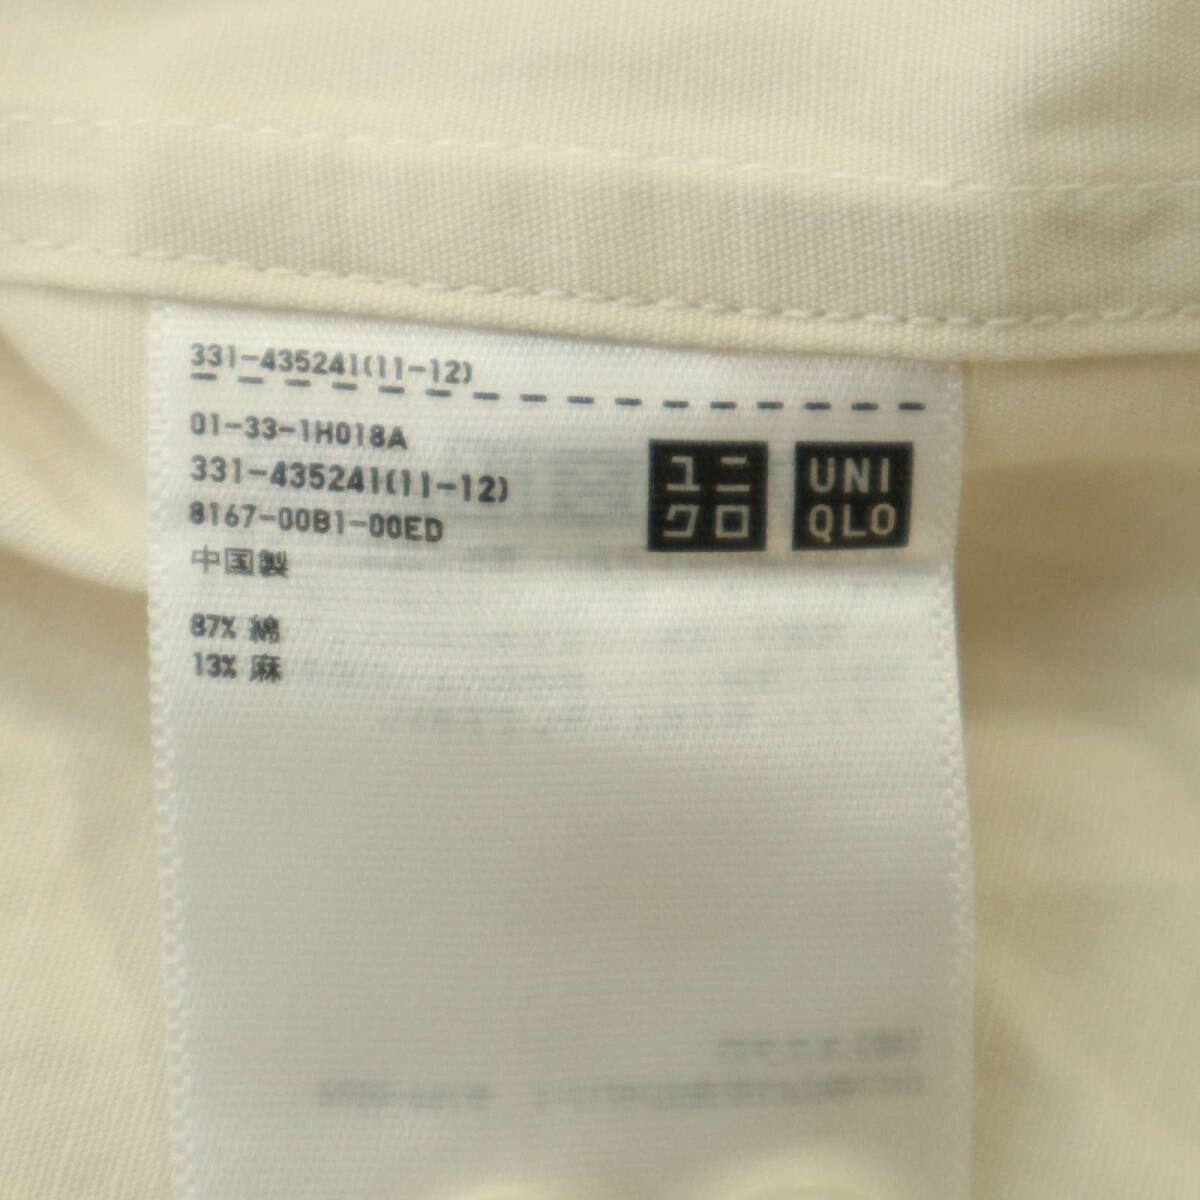 331-435241(11-12)
01-33-1H018A
331-435241(11-12)
8167-00B1-00ED
中国製
87% 綿
13% 麻
ユニ
クロ
UNI
QLO